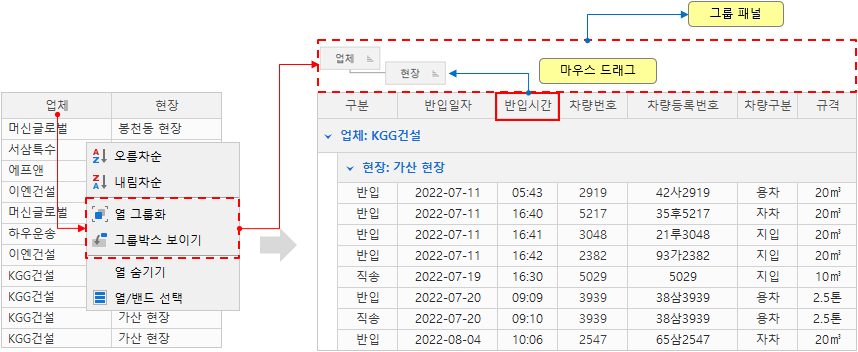 그룹 패널
업체
현장
마우스 드래그
업체 현장
머신글로벌 봉천동 현장
서삼특수
에프앤
이엔건설
머신글로벌
하우운송
이엔건설
KGG건설
KGG건설
KGG건설 가산 현장
KGG건설 가산 현장
오름차순
내림차순
열 그룹화
그룹박스 보이기
열 숨기기
열/밴드 선택
구분 반입일자 반입시간 차량번호 차량등록번호 차량구분 규격
업체: KGG건설
현장: 가산 현장
반입 2022-07-11 05:43 2919 42사2919 용차 20㎥
반입 2022-07-11 16:40 5217 35후5217 자차 20㎥
반입 2022-07-11 16:41 3048 21루3048 지입 20㎥
반입 2022-07-11 16:42 2382 93가2382 지입 20㎥
직송 2022-07-19 16:30 5029 5029 지입 10㎥
반입 2022-07-20 09:09 3939 38삼3939 용차 2.5톤
직송 2022-07-20 09:10 3939 38삼3939 용차 2.5톤
반입 2022-08-04 10:06 2547 65삼2547 자차 20㎥